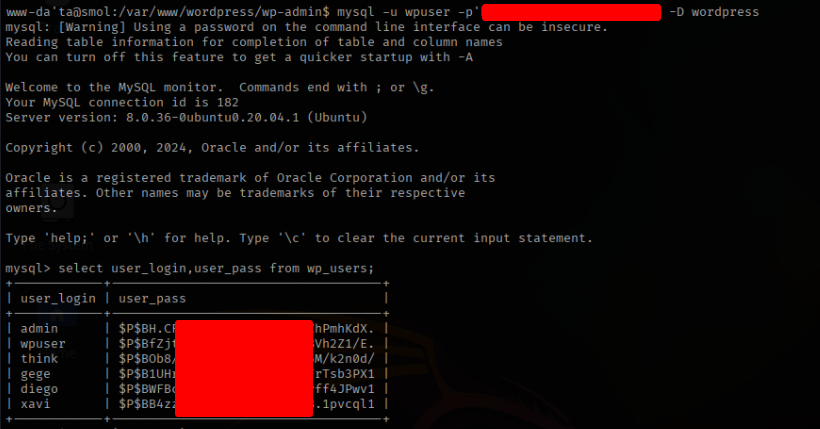 www-da'ta@smol:/var/www/wordpress/wp-admin$ mysql -u wpuser -p' -D wordpress
mysql: [Warning] Using a password on the command line interface can be insecure.
Reading table information for completion of table and column names
You can turn off this feature to get a quicker startup with -A
Welcome to the MySQL monitor.  Commands end with ; or \g.
Your MySQL connection id is 182
Server version: 8.0.36-0ubuntu0.20.04.1 (Ubuntu)
Copyright (c) 2000, 2024, Oracle and/or its affiliates.
Oracle is a registered trademark of Oracle Corporation and/or its
affiliates. Other names may be trademarks of their respective
owners.
Type 'help;' or '\h' for help. Type '\c' to clear the current input statement.
mysql> select user_login,user_pass from wp_users;
+------------+------------------------------------+
| user_login | user_pass                          |
+------------+------------------------------------+
| admin      | $P$BH.C hPmhKdX. |
| wpuser     | $P$BfZj Vh2Z1/E. |
| think      | $P$BOb8/ M/k2n0d/ |
| gege       | $P$B1UH rTsb3PX1 |
| diego      | $P$BWFB ff4JPwv1 |
| xavi       | $P$BB4z .1pvcql1 |
+------------+------------------------------------+